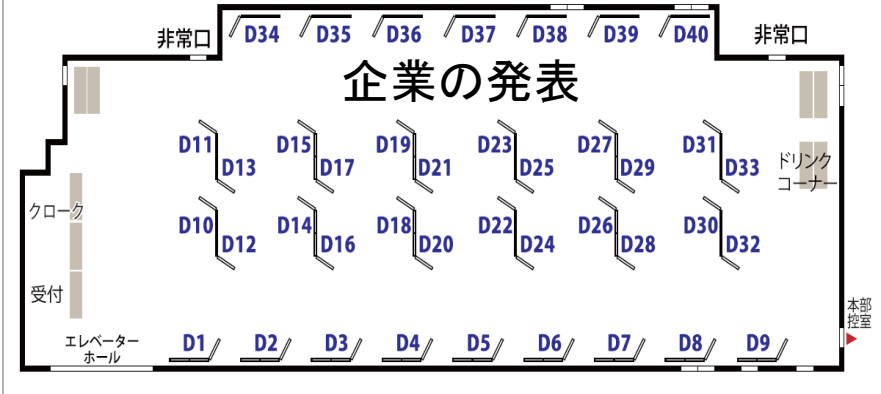 非常口 D34 D35 D36 D37 D38 D39 D40 非常口
企業の発表
D11 D15 D19 D23 D27 D31
D13 D17 D21 D25 D29 D33
ドリンク
コーナー
クローク
D10 D14 D18 D22 D26 D30
D12 D16 D20 D24 D28 D32
受付
本部
控室
エレベーター
ホール
D1 D2 D3 D4 D5 D6 D7 D8 D9